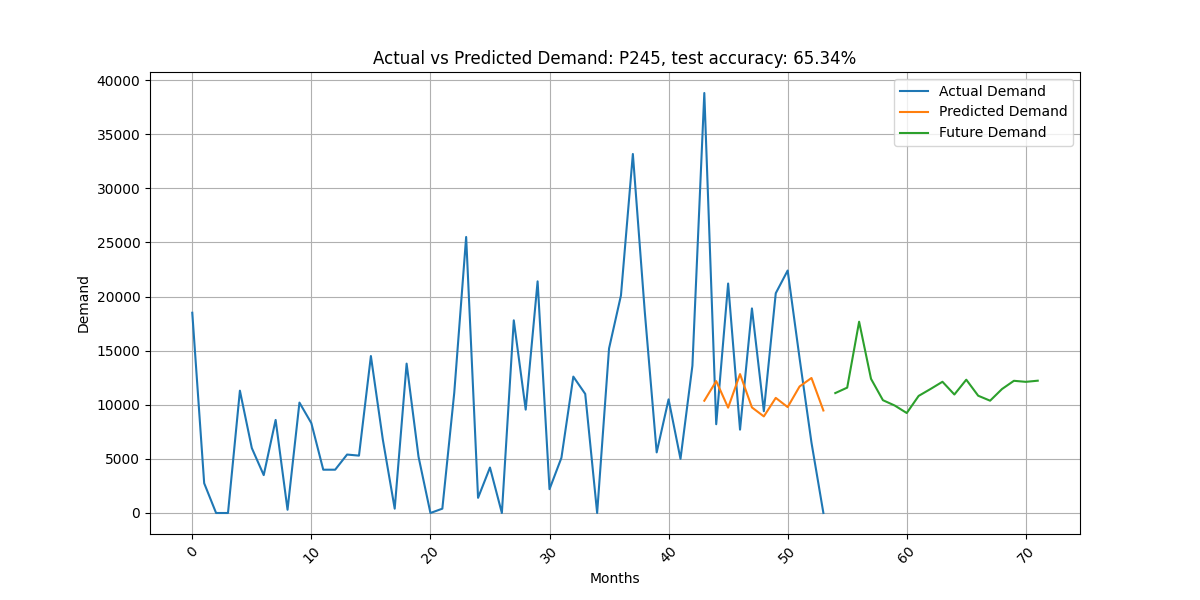 Actual vs Predicted Demand: P245, test accuracy: 65.34%
40000
35000
30000
25000
20000
15000
10000
5000
0
Demand
Actual Demand
Predicted Demand
Future Demand
0 10 20 30 40 50 60 70
Months